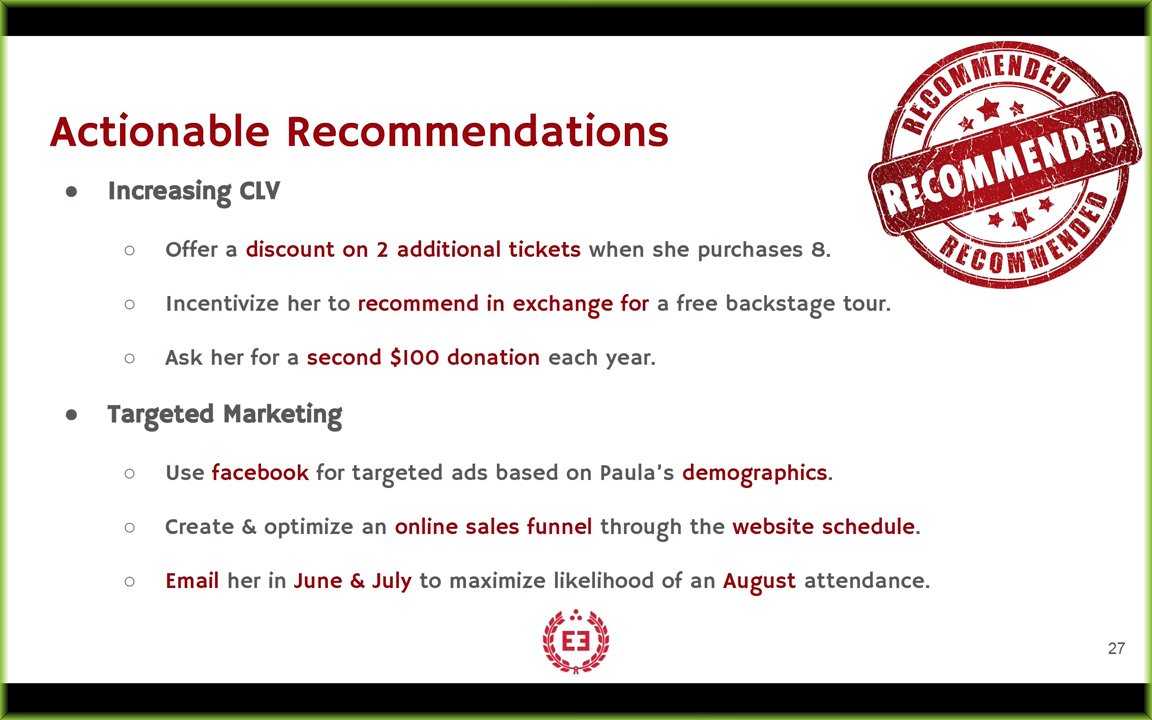 RECOMMENDED
RECOMMENDED
RECOMMENDED
Actionable Recommendations
● Increasing CLV
○ Offer a discount on 2 additional tickets when she purchases 8.
○ Incentivize her to recommend in exchange for a free backstage tour.
○ Ask her for a second $100 donation each year.
● Targeted Marketing
○ Use facebook for targeted ads based on Paula's demographics.
○ Create & optimize an online sales funnel through the website schedule.
○ Email her in June & July to maximize likelihood of an August attendance.
EE
27